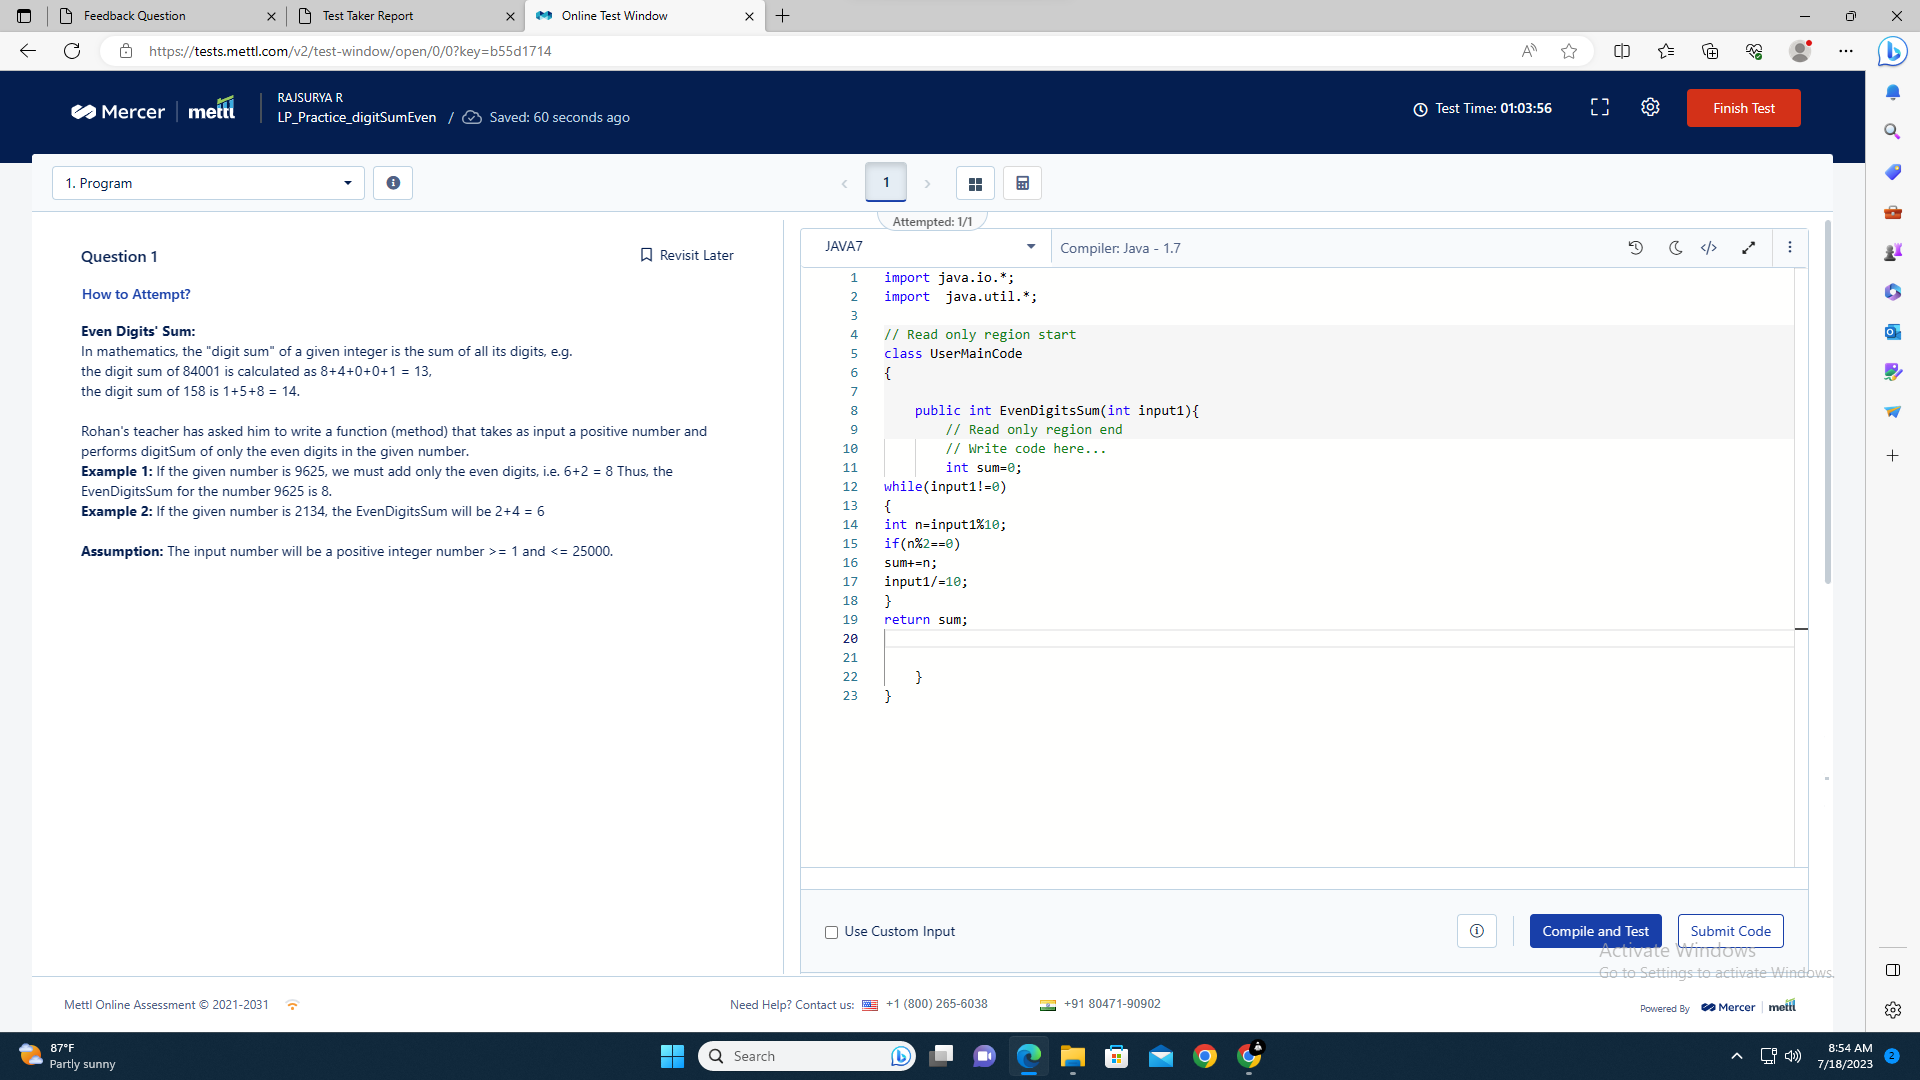 Feedback Question
Test Taker Report
Online Test Window
https://tests.mettl.com/v2/test-window/open/0/0?key=b55d1714
Mercer | mettl
RAJSURYA R
LP_Practice_digitSumEven / Saved: 60 seconds ago
Test Time: 01:03:56
Finish Test
1. Program
1
Attempted: 1/1
Question 1
Revisit Later
How to Attempt?
Even Digits' Sum:
In mathematics, the "digit sum" of a given integer is the sum of all its digits, e.g.
the digit sum of 84001 is calculated as 8+4+0+0+1 = 13,
the digit sum of 158 is 1+5+8 = 14.
Rohan's teacher has asked him to write a function (method) that takes as input a positive number and
performs digitSum of only the even digits in the given number.
Example 1: If the given number is 9625, we must add only the even digits, i.e. 6+2 = 8 Thus, the
EvenDigitsSum for the number 9625 is 8.
Example 2: If the given number is 2134, the EvenDigitsSum will be 2+4 = 6
Assumption: The input number will be a positive integer number >= 1 and <= 25000.
JAVA7
Compiler: Java - 1.7
1 import java.io.*;
2 import  java.util.*;
3
4 // Read only region start
5 class UserMainCode
6 {
7
8     public int EvenDigitsSum(int input1){
9         // Read only region end
10         // Write code here...
11         int sum=0;
12 while(input1!=0)
13 {
14 int n=input1%10;
15 if(n%2==0)
16 sum+=n;
17 input1/=10;
18 }
19 return sum;
20
21
22     }
23 }
Use Custom Input
Compile and Test
Submit Code
Activate Windows
Go to Settings to activate Windows.
Mettl Online Assessment © 2021-2031
Need Help? Contact us: +1 (800) 265-6038
+91 80471-90902
Powered By Mercer | mettl
87°F
Partly sunny
Search
8:54 AM
7/18/2023
2